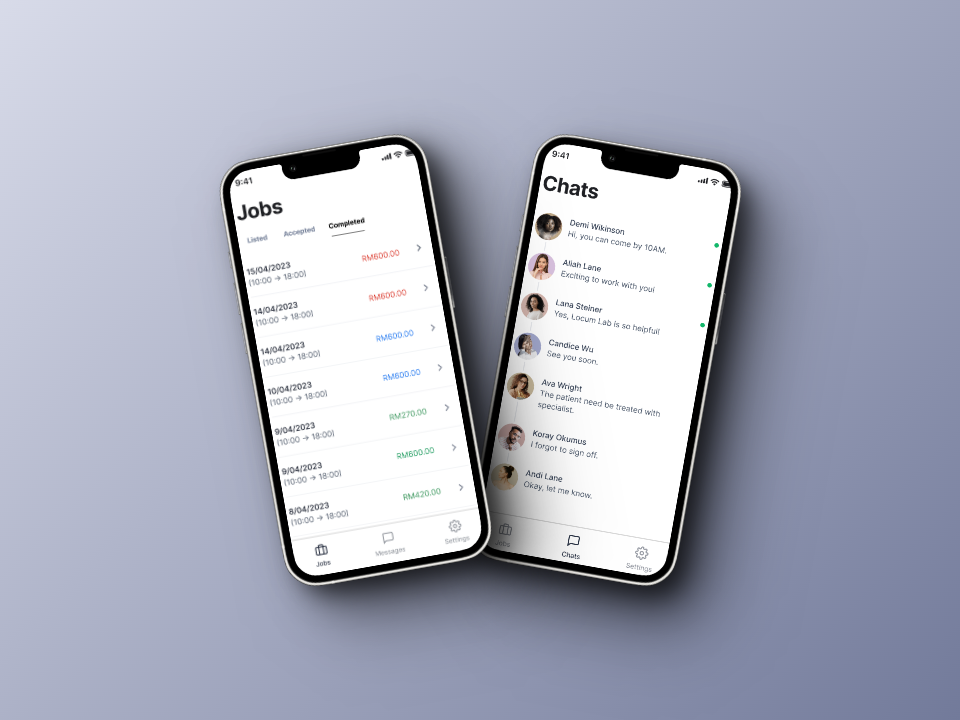 9:41
Jobs
Listed Accepted Completed
15/04/2023
(10:00 → 18:00)
RM600.00
14/04/2023
(10:00 → 18:00)
RM600.00
14/04/2023
(10:00 → 18:00)
RM600.00
10/04/2023
(10:00 → 18:00)
RM600.00
9/04/2023
(10:00 → 18:00)
RM270.00
9/04/2023
(10:00 → 18:00)
RM600.00
8/04/2023
(10:00 → 18:00)
RM420.00
Jobs Messages Settings
9:41
Chats
Demi Wikinson
Hi, you can come by 10AM.
Aliah Lane
Exciting to work with you!
Lana Steiner
Yes, Locum Lab is so helpful!
Candice Wu
See you soon.
Ava Wright
The patient need be treated with
specialist.
Koray Okumus
I forgot to sign off.
Andi Lane
Okay, let me know.
Jobs Chats Settings